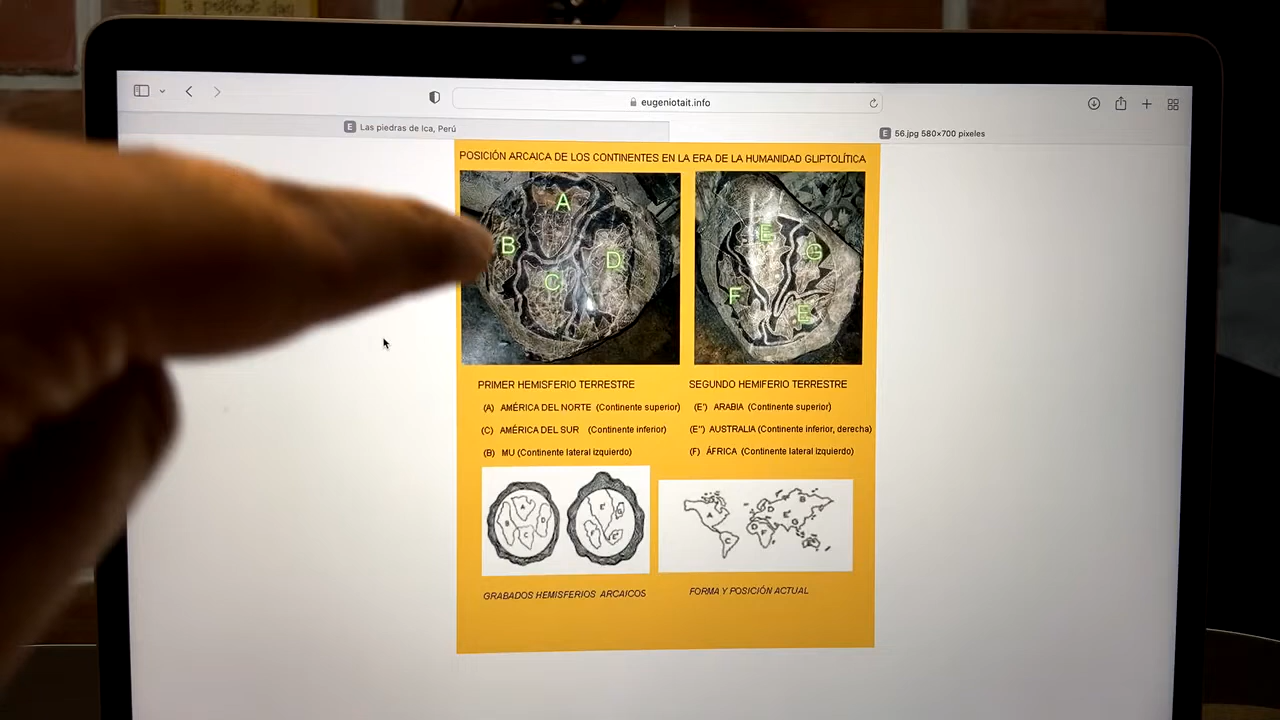 a perfect day
eugeniotait.info
E Las piedras de Ica, Perú
E 56.jpg 580×700 píxeles
POSICIÓN ARCAICA DE LOS CONTINENTES EN LA ERA DE LA HUMANIDAD GLIPTOLÍTICA
A
B
C
D
E
G
F
E
PRIMER HEMISFERIO TERRESTRE
(A) AMÉRICA DEL NORTE (Continente superior)
(C) AMÉRICA DEL SUR (Continente inferior)
(B) MU (Continente lateral izquierdo)
SEGUNDO HEMIFERIO TERRESTRE
(E') ARABIA (Continente superior)
(E'') AUSTRALIA (Continente inferior, derecha)
(F) ÁFRICA (Continente lateral izquierdo)
GRABADOS HEMISFERIOS ARCAICOS
FORMA Y POSICIÓN ACTUAL